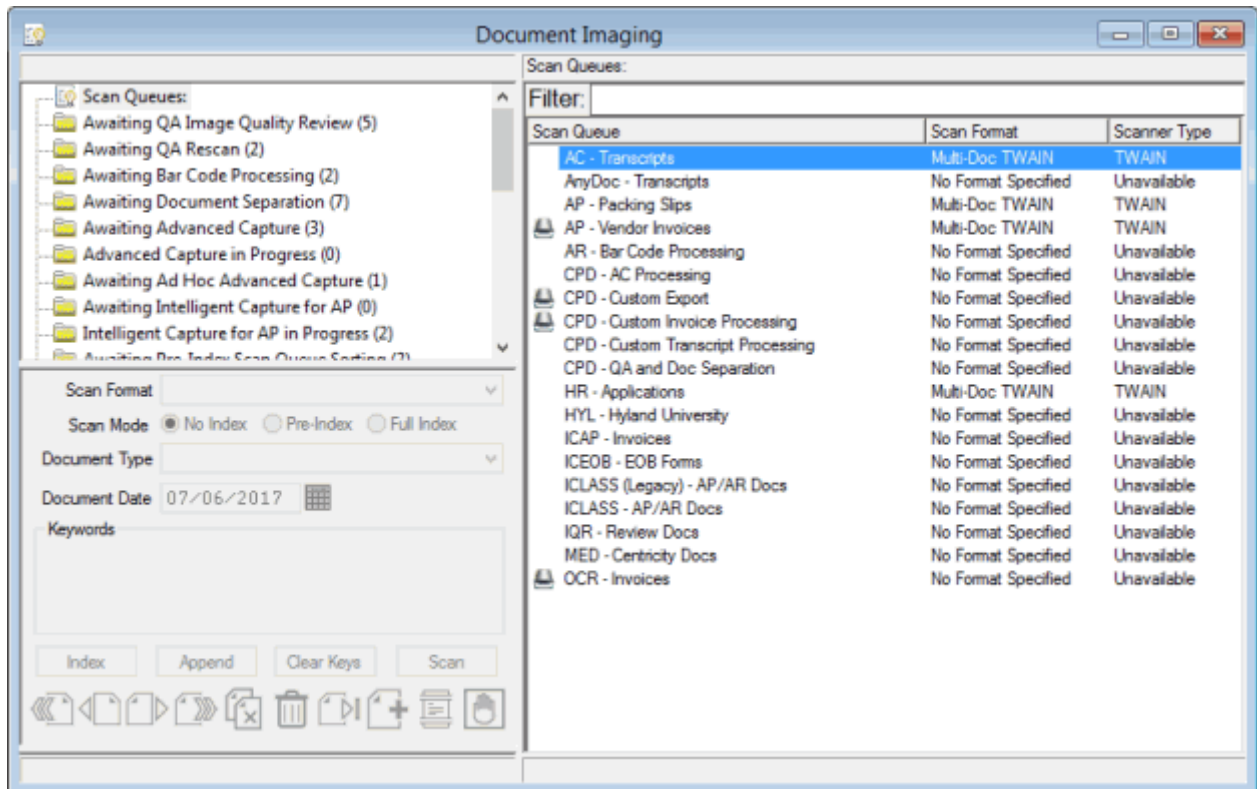 Document Imaging
Scan Queues:
Scan Queues:
Awaiting QA Image Quality Review (5)
Awaiting QA Rescan (2)
Awaiting Bar Code Processing (2)
Awaiting Document Separation (7)
Awaiting Advanced Capture (3)
Advanced Capture in Progress (0)
Awaiting Ad Hoc Advanced Capture (1)
Awaiting Intelligent Capture for AP (0)
Intelligent Capture for AP in Progress (2)
Awaiting Pre-Index Scan Queue Sorting
Scan Format
Scan Mode No Index Pre-Index Full Index
Document Type
Document Date 07/06/2017
Keywords
Index Append Clear Keys Scan
Filter:
Scan Queue Scan Format Scanner Type
AC - Transcripts Multi-Doc TWAIN TWAIN
AnyDoc - Transcripts No Format Specified Unavailable
AP - Packing Slips Multi-Doc TWAIN TWAIN
AP - Vendor Invoices Multi-Doc TWAIN TWAIN
AR - Bar Code Processing No Format Specified Unavailable
CPD - AC Processing No Format Specified Unavailable
CPD - Custom Export No Format Specified Unavailable
CPD - Custom Invoice Processing No Format Specified Unavailable
CPD - Custom Transcript Processing No Format Specified Unavailable
CPD - QA and Doc Separation No Format Specified Unavailable
HR - Applications Multi-Doc TWAIN TWAIN
HYL - Hyland University No Format Specified Unavailable
ICAP - Invoices No Format Specified Unavailable
ICEOB - EOB Forms No Format Specified Unavailable
ICLASS (Legacy) - AP/AR Docs No Format Specified Unavailable
ICLASS - AP/AR Docs No Format Specified Unavailable
IQR - Review Docs No Format Specified Unavailable
MED - Centricity Docs No Format Specified Unavailable
OCR - Invoices No Format Specified Unavailable